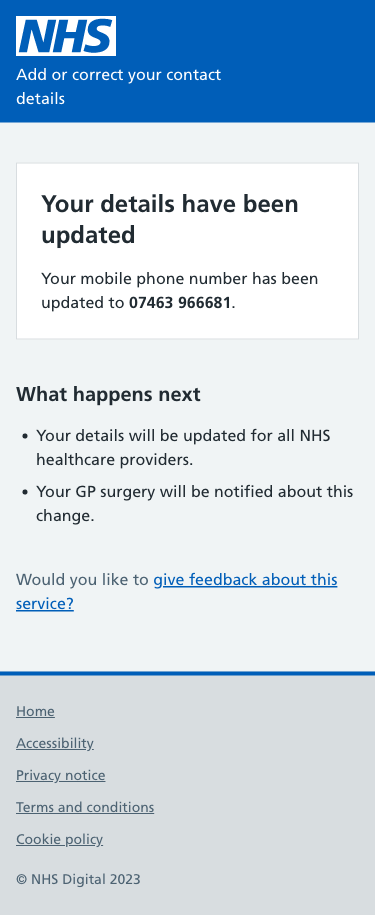 NHS
Add or correct your contact
details
Your details have been
updated
Your mobile phone number has been
updated to 07463 966681.
What happens next
• Your details will be updated for all NHS
healthcare providers.
• Your GP surgery will be notified about this
change.
Would you like to give feedback about this
service?
Home
Accessibility
Privacy notice
Terms and conditions
Cookie policy
© NHS Digital 2023